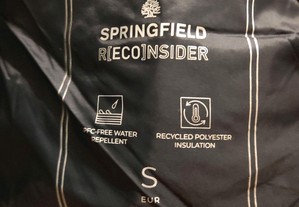 SPRINGFIELD
R[ECO]NSIDER
PFC-FREE WATER
REPELLENT
RECYCLED POLYESTER
INSULATION
S
EUR